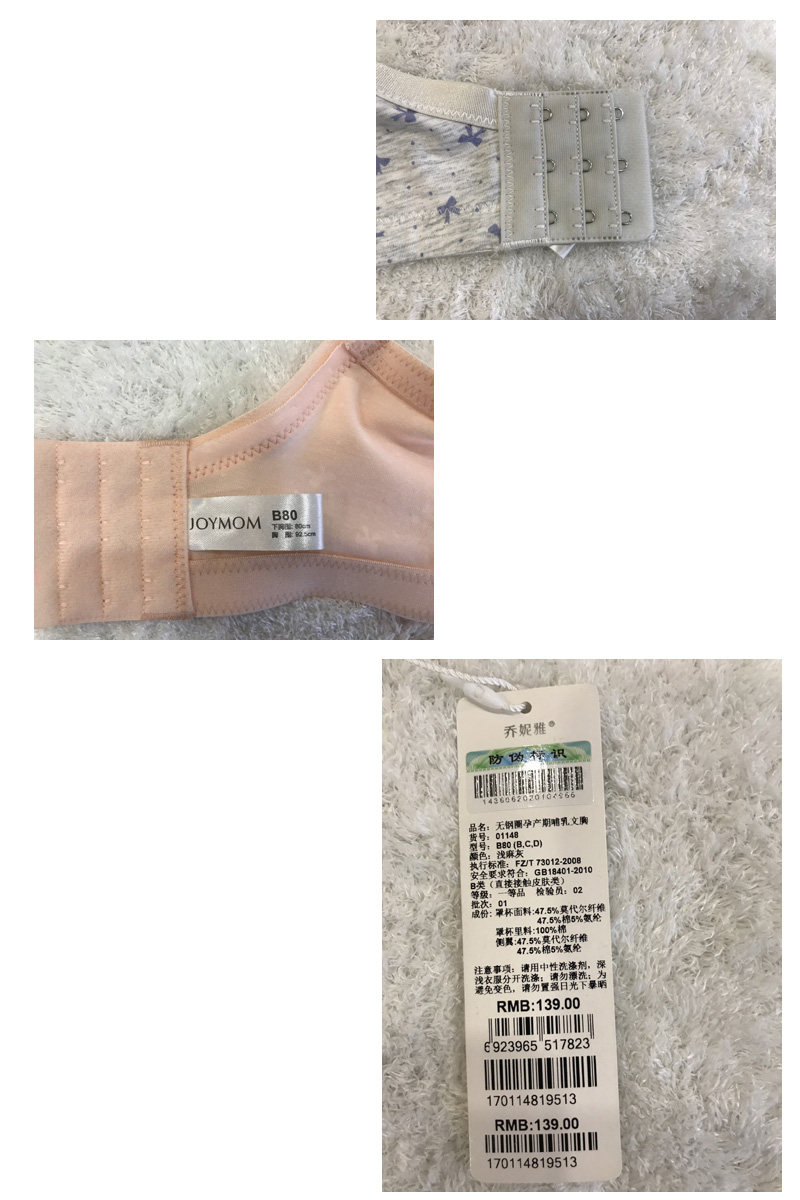 JOYMOM B80
下胸围: 80cm
胸 围: 92.5cm
乔妮雅®
防伪标识
品名: 无钢圈孕产期哺乳文胸
货号: 01148
型号: B80 (B,C,D)
颜色: 浅麻灰
执行标准: FZ/T 73012-2008
安全要求符合: GB18401-2010
B类 (直接接触皮肤类)
等级: 一等品 检验员: 02
批次: 01
成份: 罩杯面料:47.5%莫代尔纤维
47.5%棉5%氨纶
罩杯里料:100%棉
侧翼:47.5%莫代尔纤维
47.5%棉5%氨纶
注意事项: 请用中性洗涤剂, 深
浅衣服分开洗涤; 请勿漂洗; 为
避免变色, 请勿置强日光下暴晒
RMB:139.00
6 923965 517823
170114819513
RMB:139.00
170114819513